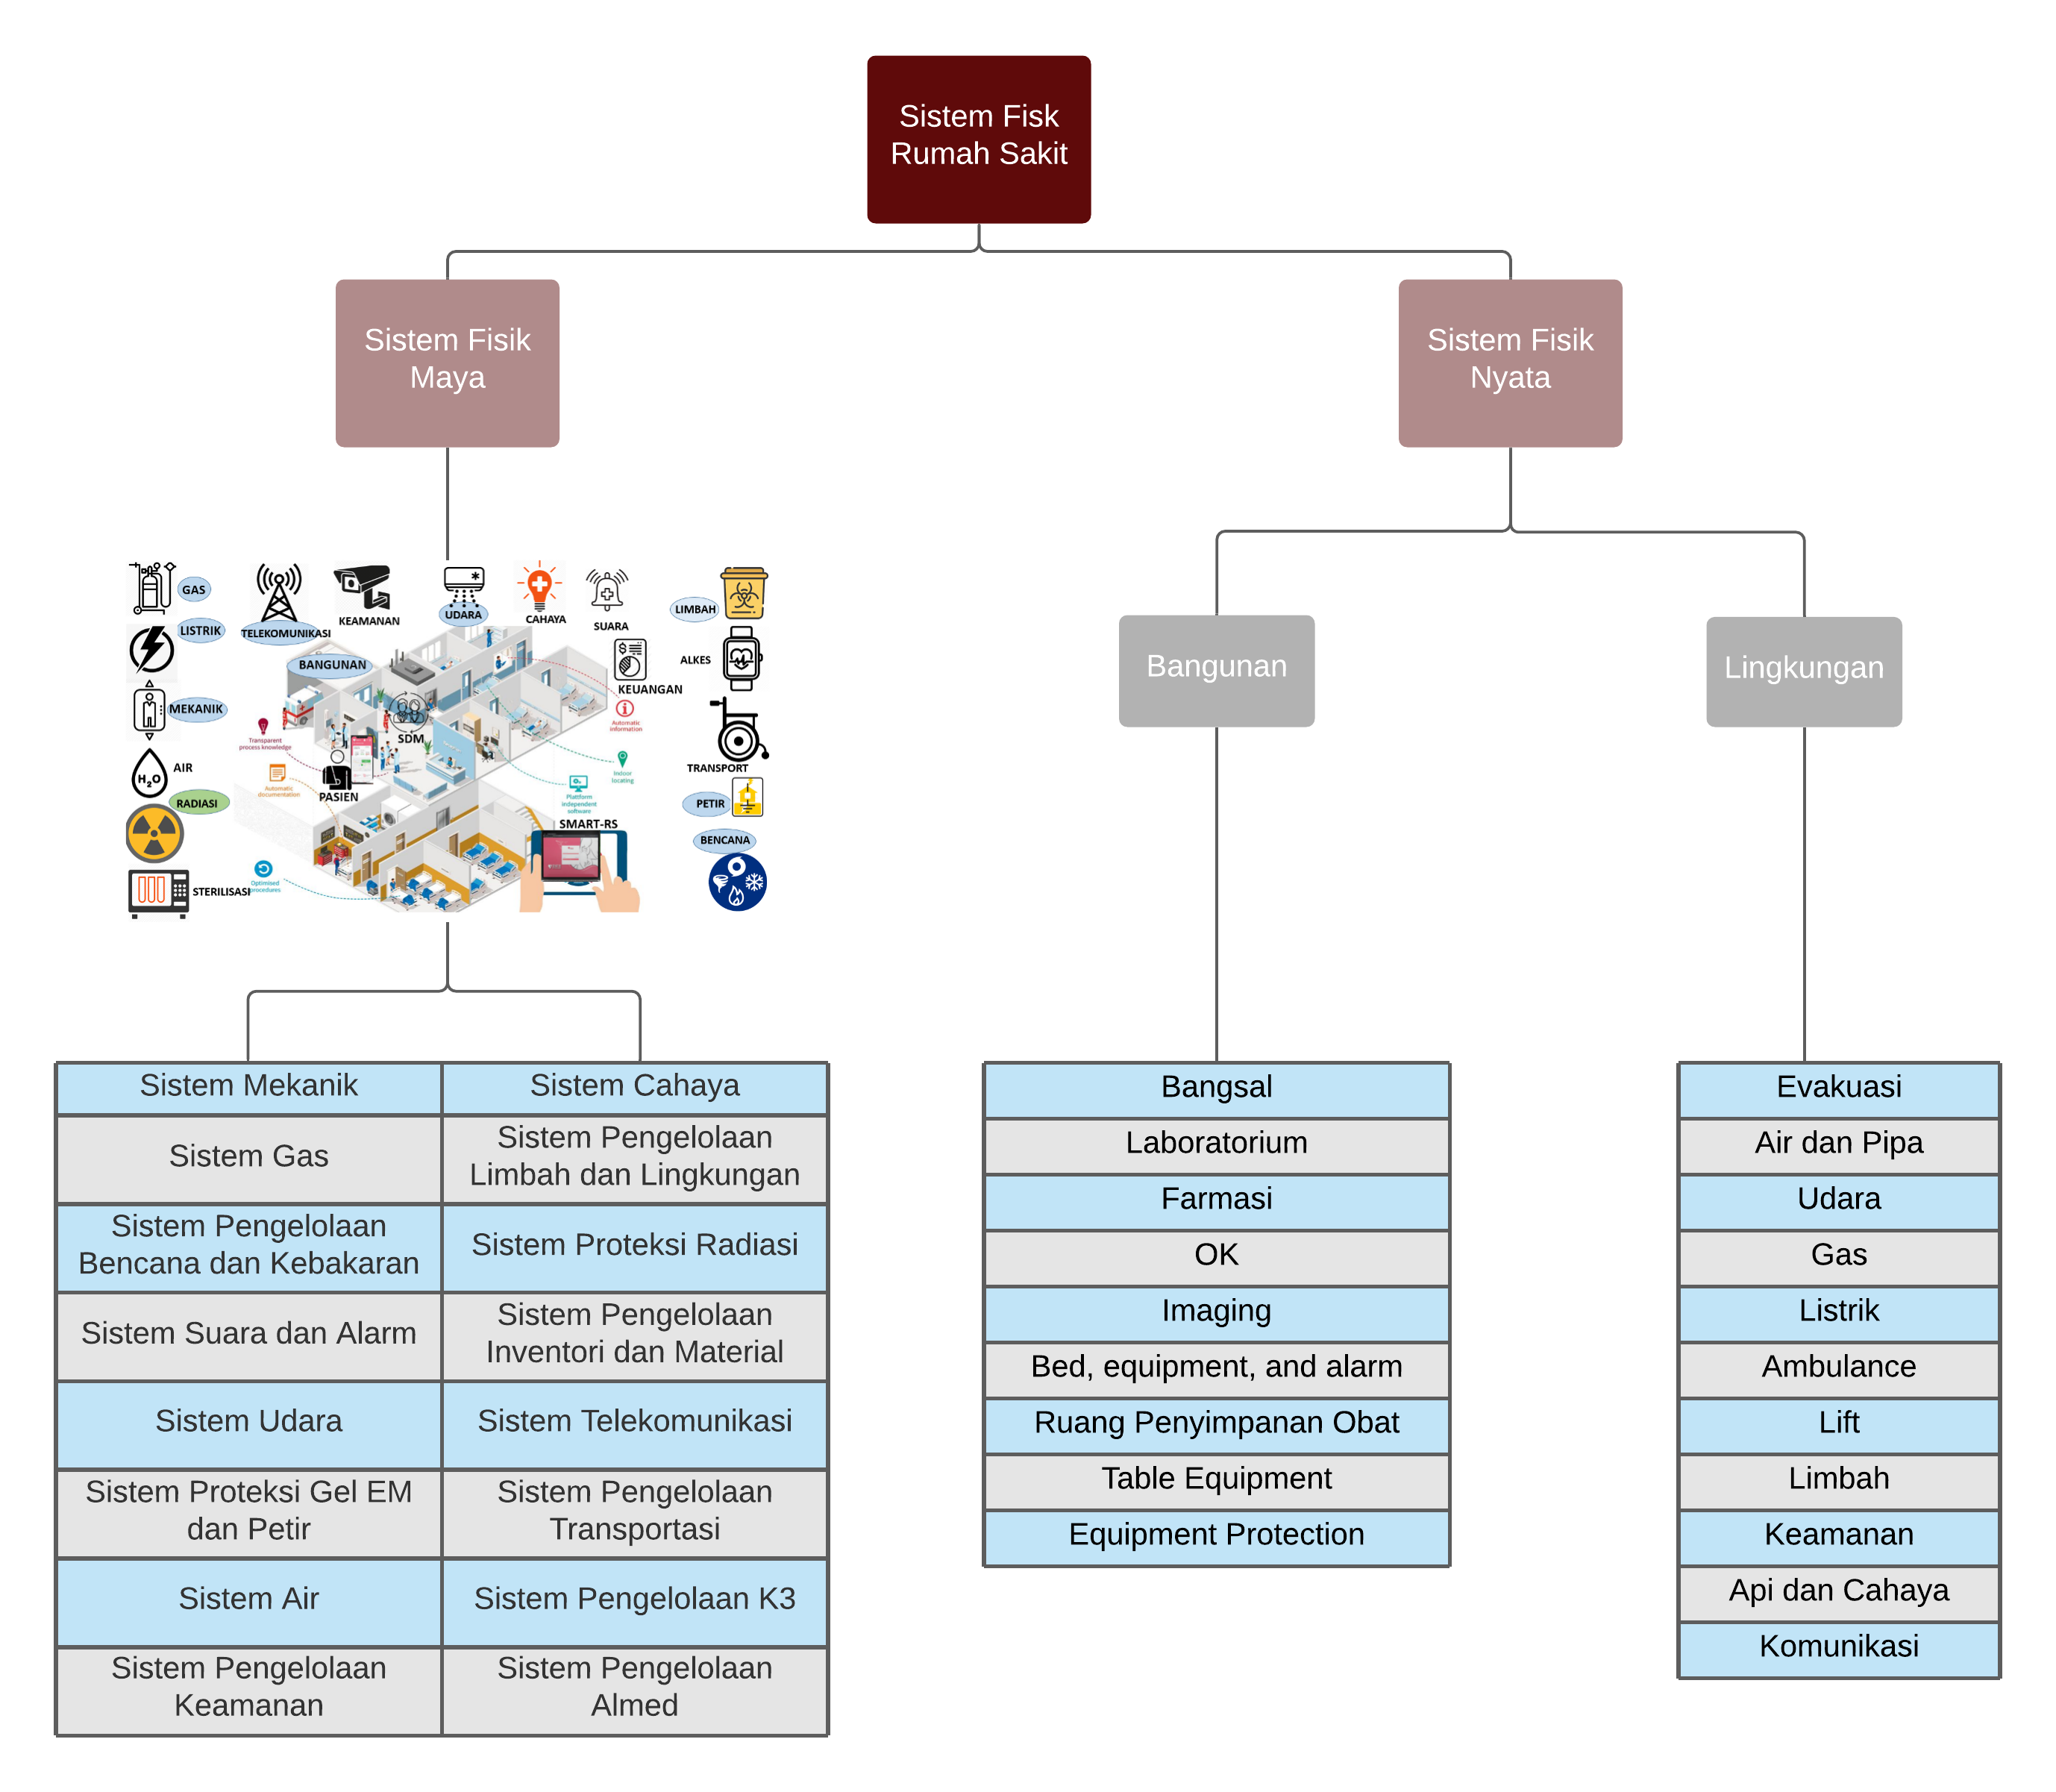 Sistem Fisk
Rumah Sakit
Sistem Fisik
Maya
Sistem Fisik
Nyata
GAS
LISTRIK
TELEKOMUNIKASI
KEAMANAN
UDARA
CAHAYA
SUARA
LIMBAH
BANGUNAN
ALKES
KEUANGAN
MEKANIK
SDM
Automatic
information
Transparent
process knowledge
AIR
H₂O
TRANSPORT
Indoor
locating
Automatic
documentation
PASIEN
Plattform
independent
software
RADIASI
PETIR
SMART-RS
BENCANA
STERILISASI
Optimised
procedures
Bangunan
Lingkungan
Sistem Mekanik
Sistem Cahaya
Sistem Gas
Sistem Pengelolaan
Limbah dan Lingkungan
Sistem Pengelolaan
Bencana dan Kebakaran
Sistem Proteksi Radiasi
Sistem Suara dan Alarm
Sistem Pengelolaan
Inventori dan Material
Sistem Udara
Sistem Telekomunikasi
Sistem Proteksi Gel EM
dan Petir
Sistem Pengelolaan
Transportasi
Sistem Air
Sistem Pengelolaan K3
Sistem Pengelolaan
Keamanan
Sistem Pengelolaan
Almed
Bangsal
Laboratorium
Farmasi
OK
Imaging
Bed, equipment, and alarm
Ruang Penyimpanan Obat
Table Equipment
Equipment Protection
Evakuasi
Air dan Pipa
Udara
Gas
Listrik
Ambulance
Lift
Limbah
Keamanan
Api dan Cahaya
Komunikasi